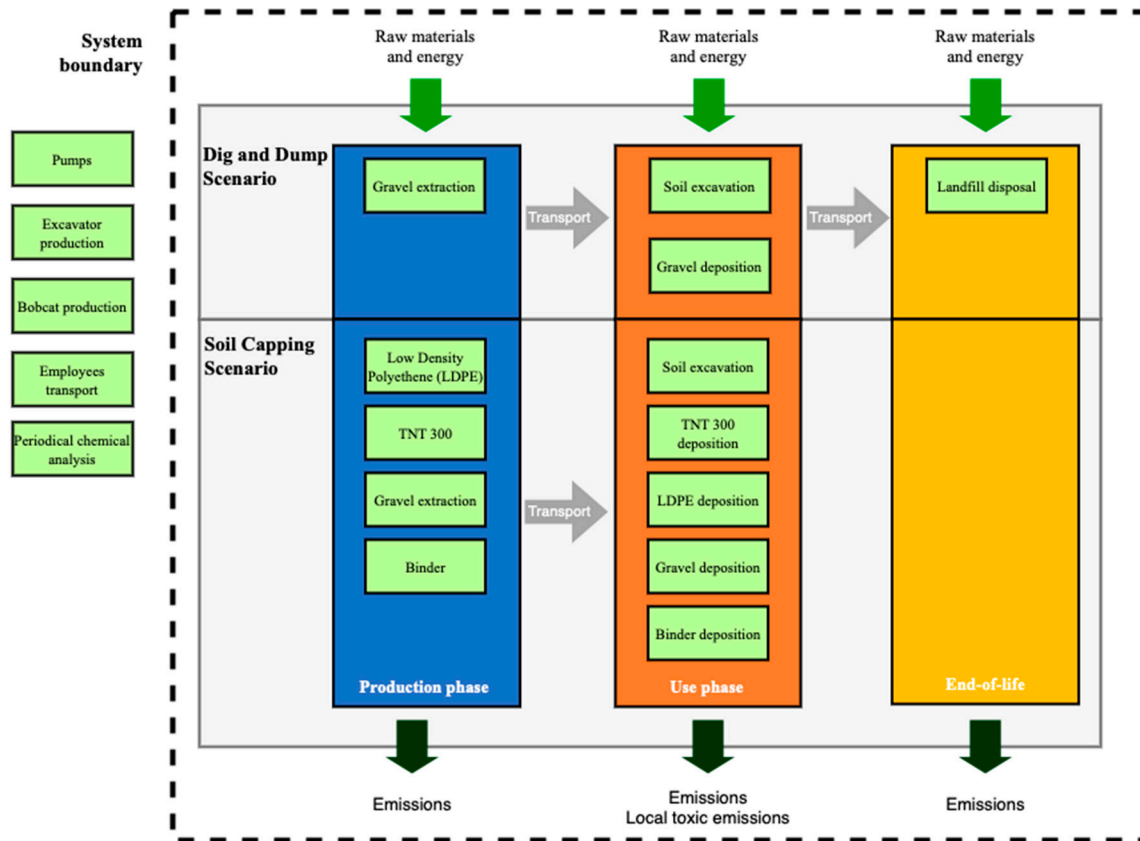 System
boundary
Pumps
Excavator
production
Bobcat production
Employees
transport
Periodical chemical
analysis
Raw materials
and energy
Raw materials
and energy
Raw materials
and energy
Dig and Dump
Scenario
Gravel extraction
Transport
Soil excavation
Gravel deposition
Transport
Landfill disposal
Soil Capping
Scenario
Low Density
Polyethene (LDPE)
TNT 300
Gravel extraction
Binder
Transport
Soil excavation
TNT 300
deposition
LDPE deposition
Gravel deposition
Binder deposition
Production phase
Use phase
End-of-life
Emissions
Emissions
Local toxic emissions
Emissions